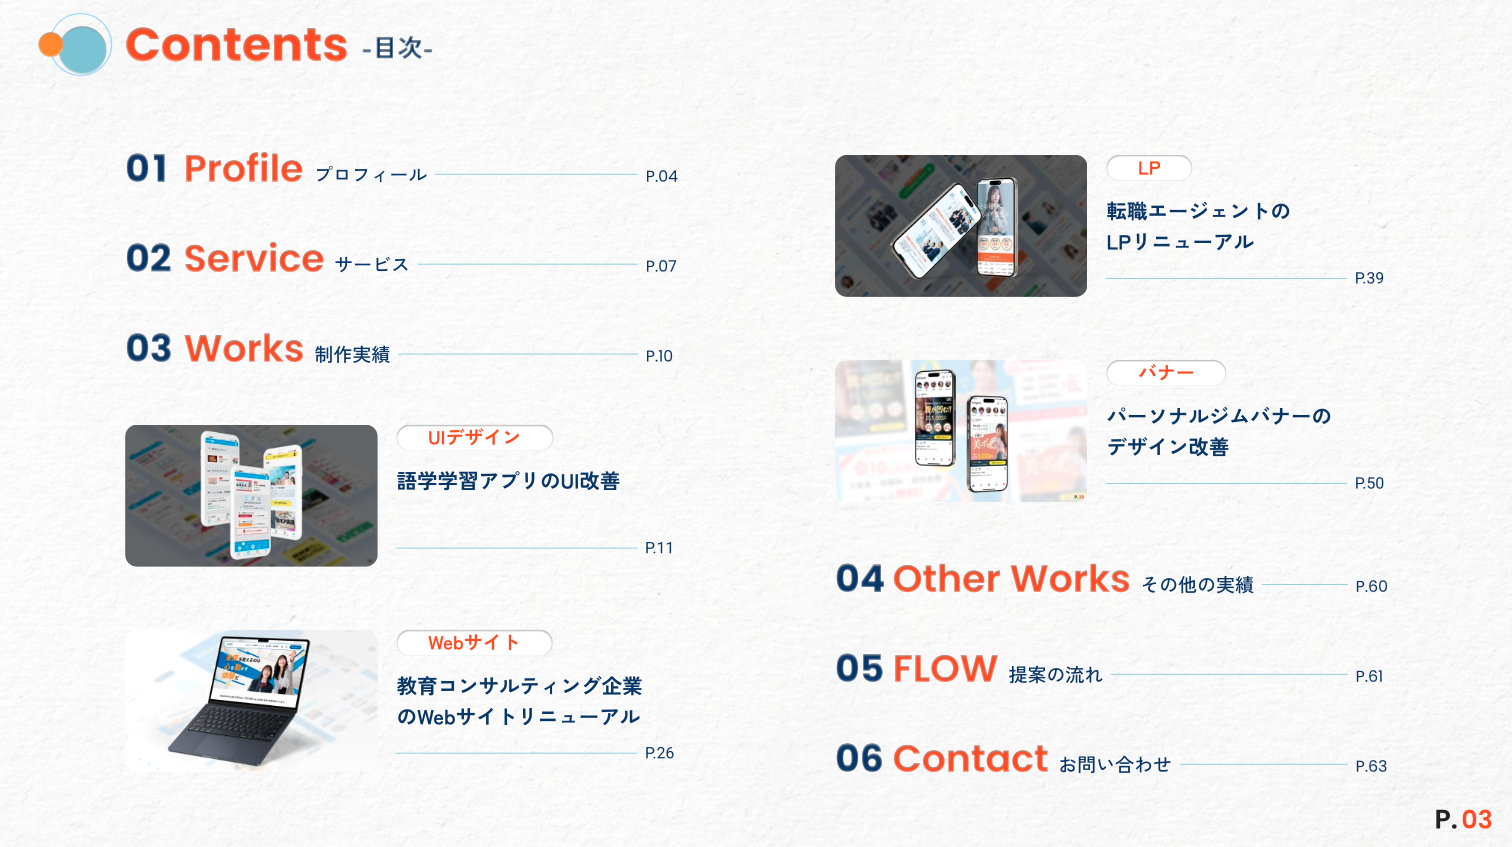 Contents -目次-
01 Profile プロフィール P.04
02 Service サービス P.07
03 Works 制作実績 P.10
UIデザイン
語学学習アプリのUI改善
P.11
Webサイト
教育コンサルティング企業
のWebサイトリニューアル
P.26
LP
転職エージェントの
LPリニューアル
P.39
バナー
パーソナルジムバナーの
デザイン改善
P.50
04 Other Works その他の実績 P.60
05 FLOW 提案の流れ P.61
06 Contact お問い合わせ P.63
P. 03